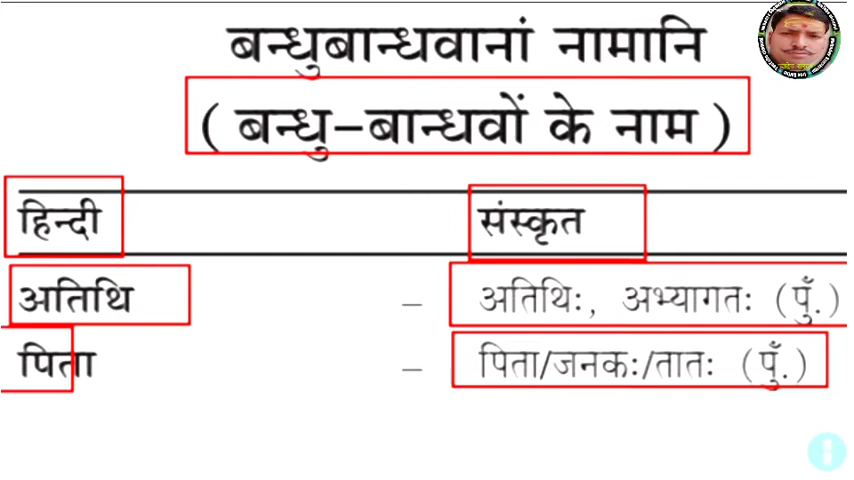 बन्धुबान्धवानां नामानि
( बन्धु-बान्धवों के नाम )
हिन्दी संस्कृत
अतिथि – अतिथिः, अभ्यागतः (पुँ.)
पिता – पिता/जनकः/तातः (पुँ.)